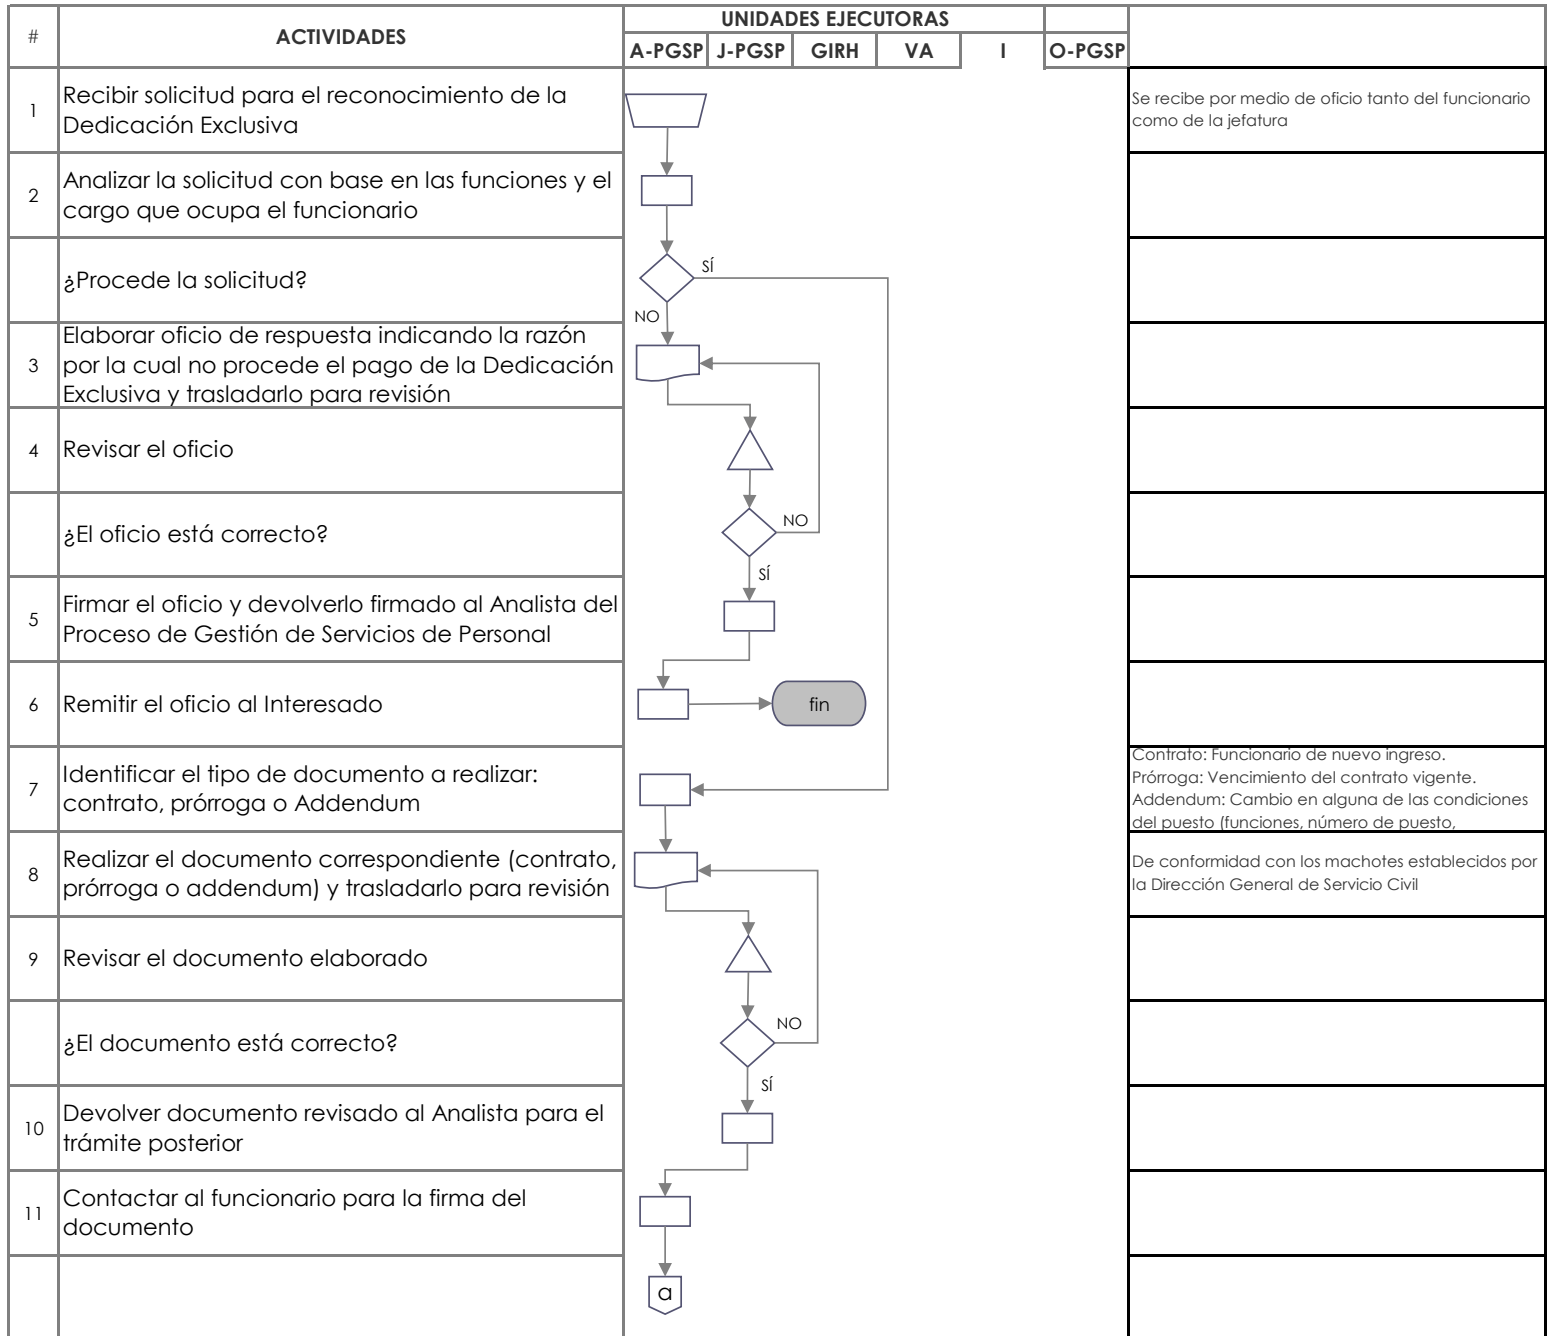 UNIDADES EJECUTORAS
#
ACTIVIDADES
A-PGSP J-PGSP GIRH VA I O-PGSP
1
Recibir solicitud para el reconocimiento de la
Dedicación Exclusiva
Se recibe por medio de oficio tanto del funcionario
como de la jefatura
2
Analizar la solicitud con base en las funciones y el
cargo que ocupa el funcionario
¿Procede la solicitud?
SÍ
NO
3
Elaborar oficio de respuesta indicando la razón
por la cual no procede el pago de la Dedicación
Exclusiva y trasladarlo para revisión
4
Revisar el oficio
¿El oficio está correcto?
NO
SÍ
5
Firmar el oficio y devolverlo firmado al Analista del
Proceso de Gestión de Servicios de Personal
6
Remitir el oficio al Interesado
fin
7
Identificar el tipo de documento a realizar:
contrato, prórroga o Addendum
Contrato: Funcionario de nuevo ingreso.
Prórroga: Vencimiento del contrato vigente.
Addendum: Cambio en alguna de las condiciones
del puesto (funciones, número de puesto,
8
Realizar el documento correspondiente (contrato,
prórroga o addendum) y trasladarlo para revisión
De conformidad con los machotes establecidos por
la Dirección General de Servicio Civil
9
Revisar el documento elaborado
¿El documento está correcto?
NO
SÍ
10
Devolver documento revisado al Analista para el
trámite posterior
11
Contactar al funcionario para la firma del
documento
a